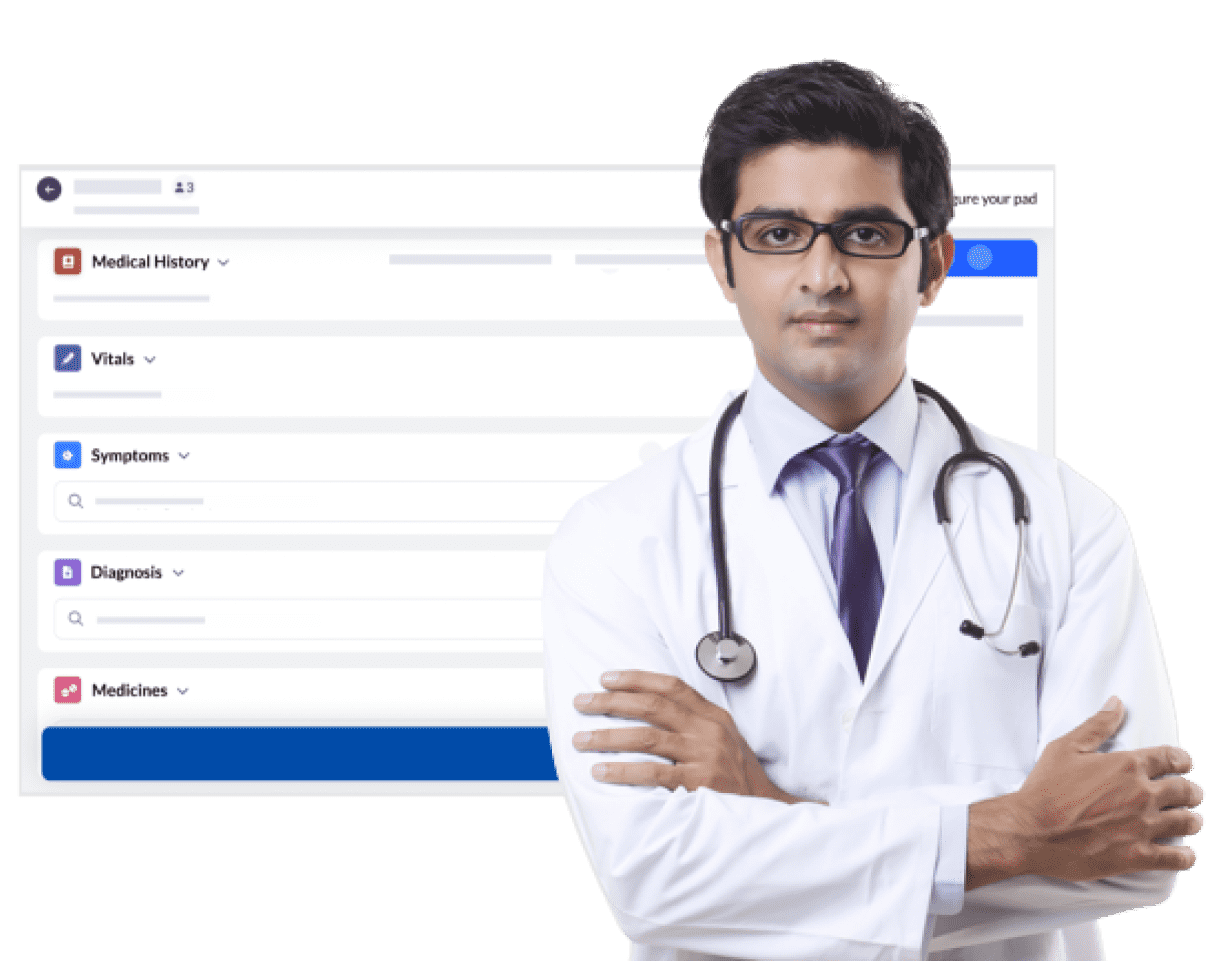 3
gure your pad
Medical History
Vitals
Symptoms
Diagnosis
Medicines